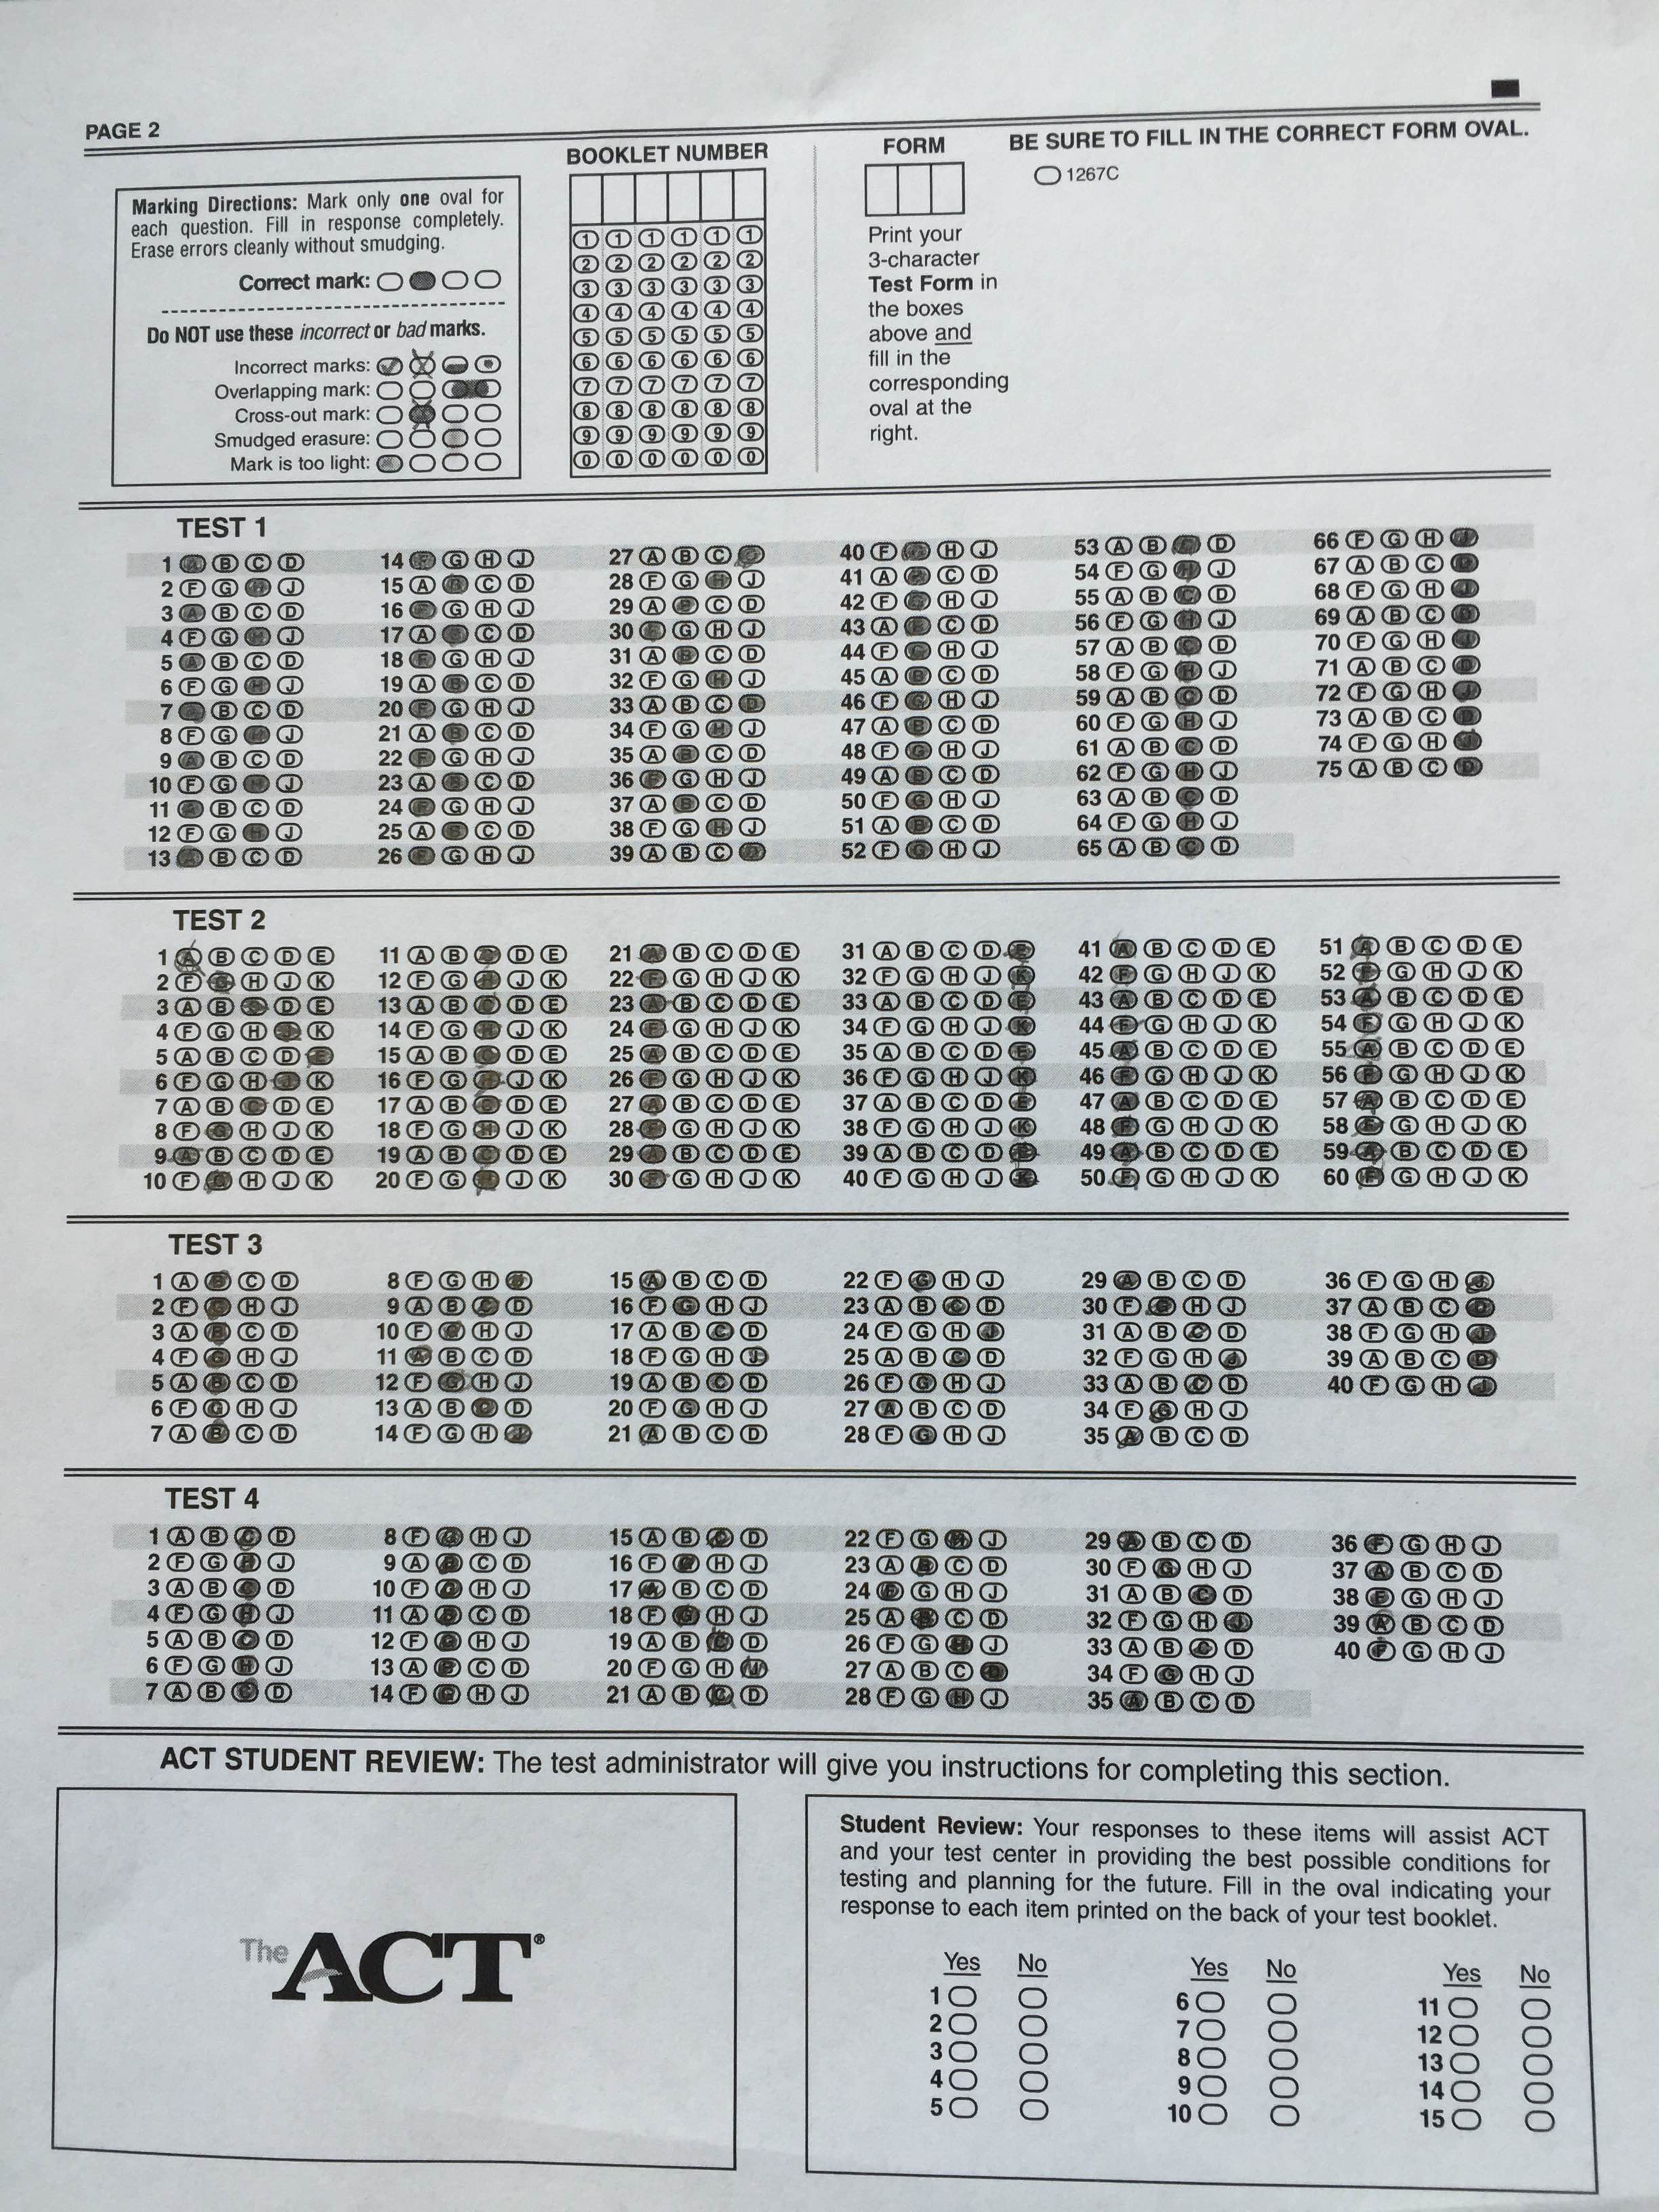 PAGE 2
BE SURE TO FILL IN THE CORRECT FORM OVAL.
1267C
Marking Directions: Mark only one oval for
each question. Fill in response completely.
Erase errors cleanly without smudging.
Correct mark:
Do NOT use these incorrect or bad marks.
Incorrect marks:
Overlapping mark:
Cross-out mark:
Smudged erasure:
Mark is too light:
BOOKLET NUMBER
1 1 1 1 1 1
2 2 2 2 2 2
3 3 3 3 3 3
4 4 4 4 4 4
5 5 5 5 5 5
6 6 6 6 6 6
7 7 7 7 7 7
8 8 8 8 8 8
9 9 9 9 9 9
0 0 0 0 0 0
FORM
Print your
3-character
Test Form in
the boxes
above and
fill in the
corresponding
oval at the
right.
TEST 1
1 B C D 14 G H J 27 A B C 40 F H J 53 A B D 66 F G H
2 F G J 15 A C D 28 F G J 41 A C D 54 F G J 67 A B C
3 B C D 16 G H J 29 A C D 42 F H J 55 A B D 68 F G H
4 F G J 17 A C D 30 G H J 43 A C D 56 F G J 69 A B C
5 B C D 18 G H J 31 A C D 44 F H J 57 A B D 70 F G H
6 F G J 19 A C D 32 F G J 45 A C D 58 F G J 71 A B C
7 B C D 20 G H J 33 A B C 46 F H J 59 A B D 72 F G H
8 F G J 21 A C D 34 F G J 47 A C D 60 F G J 73 A B C
9 B C D 22 G H J 35 A C D 48 F H J 61 A B D 74 F G H
10 F G J 23 A C D 36 G H J 49 A C D 62 F G J 75 A B C
11 B C D 24 G H J 37 A C D 50 F H J 63 A B D
12 F G J 25 A C D 38 F G J 51 A C D 64 F G J
13 B C D 26 G H J 39 A B C 52 F H J 65 A B D
TEST 2
1 B C D E 11 A B D E 21 B C D E 31 A B C D 41 B C D E 51 B C D E
2 F H J K 12 F G J K 22 G H J K 32 F G H J 42 G H J K 52 G H J K
3 A B D E 13 A B D E 23 B C D E 33 A B C D 43 B C D E 53 B C D E
4 F G H K 14 F G J K 24 G H J K 34 F G H J 44 G H J K 54 G H J K
5 A B C D 15 A B D E 25 B C D E 35 A B C D 45 B C D E 55 B C D E
6 F G H K 16 F G J K 26 G H J K 36 F G H J 46 G H J K 56 G H J K
7 A B D E 17 A B D E 27 B C D E 37 A B C D 47 B C D E 57 B C D E
8 F H J K 18 F G J K 28 G H J K 38 F G H J 48 G H J K 58 G H J K
9 B C D E 19 A B D E 29 B C D E 39 A B C D 49 B C D E 59 B C D E
10 F H J K 20 F G J K 30 G H J K 40 F G H J 50 G H J K 60 G H J K
TEST 3
1 A C D 8 F G H 15 B C D 22 F H J 29 B C D 36 F G H
2 F H J 9 A B D 16 F H J 23 A B D 30 F H J 37 A B C
3 A C D 10 F H J 17 A B D 24 F G H 31 A B D 38 F G H
4 F H J 11 B C D 18 F G H 25 A B D 32 F G H 39 A B C
5 A C D 12 F H J 19 A B D 26 F H J 33 A B D 40 F G H
6 F H J 13 A B D 20 F H J 27 B C D 34 F H J
7 A C D 14 F G H 21 B C D 28 F H J 35 B C D
TEST 4
1 A B D 8 F H J 15 A B D 22 F G J 29 B C D 36 G H J
2 F G J 9 A C D 16 F H J 23 A C D 30 F H J 37 B C D
3 A B D 10 F H J 17 B C D 24 G H J 31 A B D 38 G H J
4 F G J 11 A C D 18 F H J 25 A C D 32 F G H 39 B C D
5 A B D 12 F H J 19 A B D 26 F G J 33 A B D 40 G H J
6 F G J 13 A C D 20 F G H 27 A B C 34 F H J
7 A B D 14 F H J 21 A B D 28 F G J 35 B C D
ACT STUDENT REVIEW: The test administrator will give you instructions for completing this section.
The ACT®
Student Review: Your responses to these items will assist ACT
and your test center in providing the best possible conditions for
testing and planning for the future. Fill in the oval indicating your
response to each item printed on the back of your test booklet.
Yes No Yes No Yes No
1 6 11
2 7 12
3 8 13
4 9 14
5 10 15